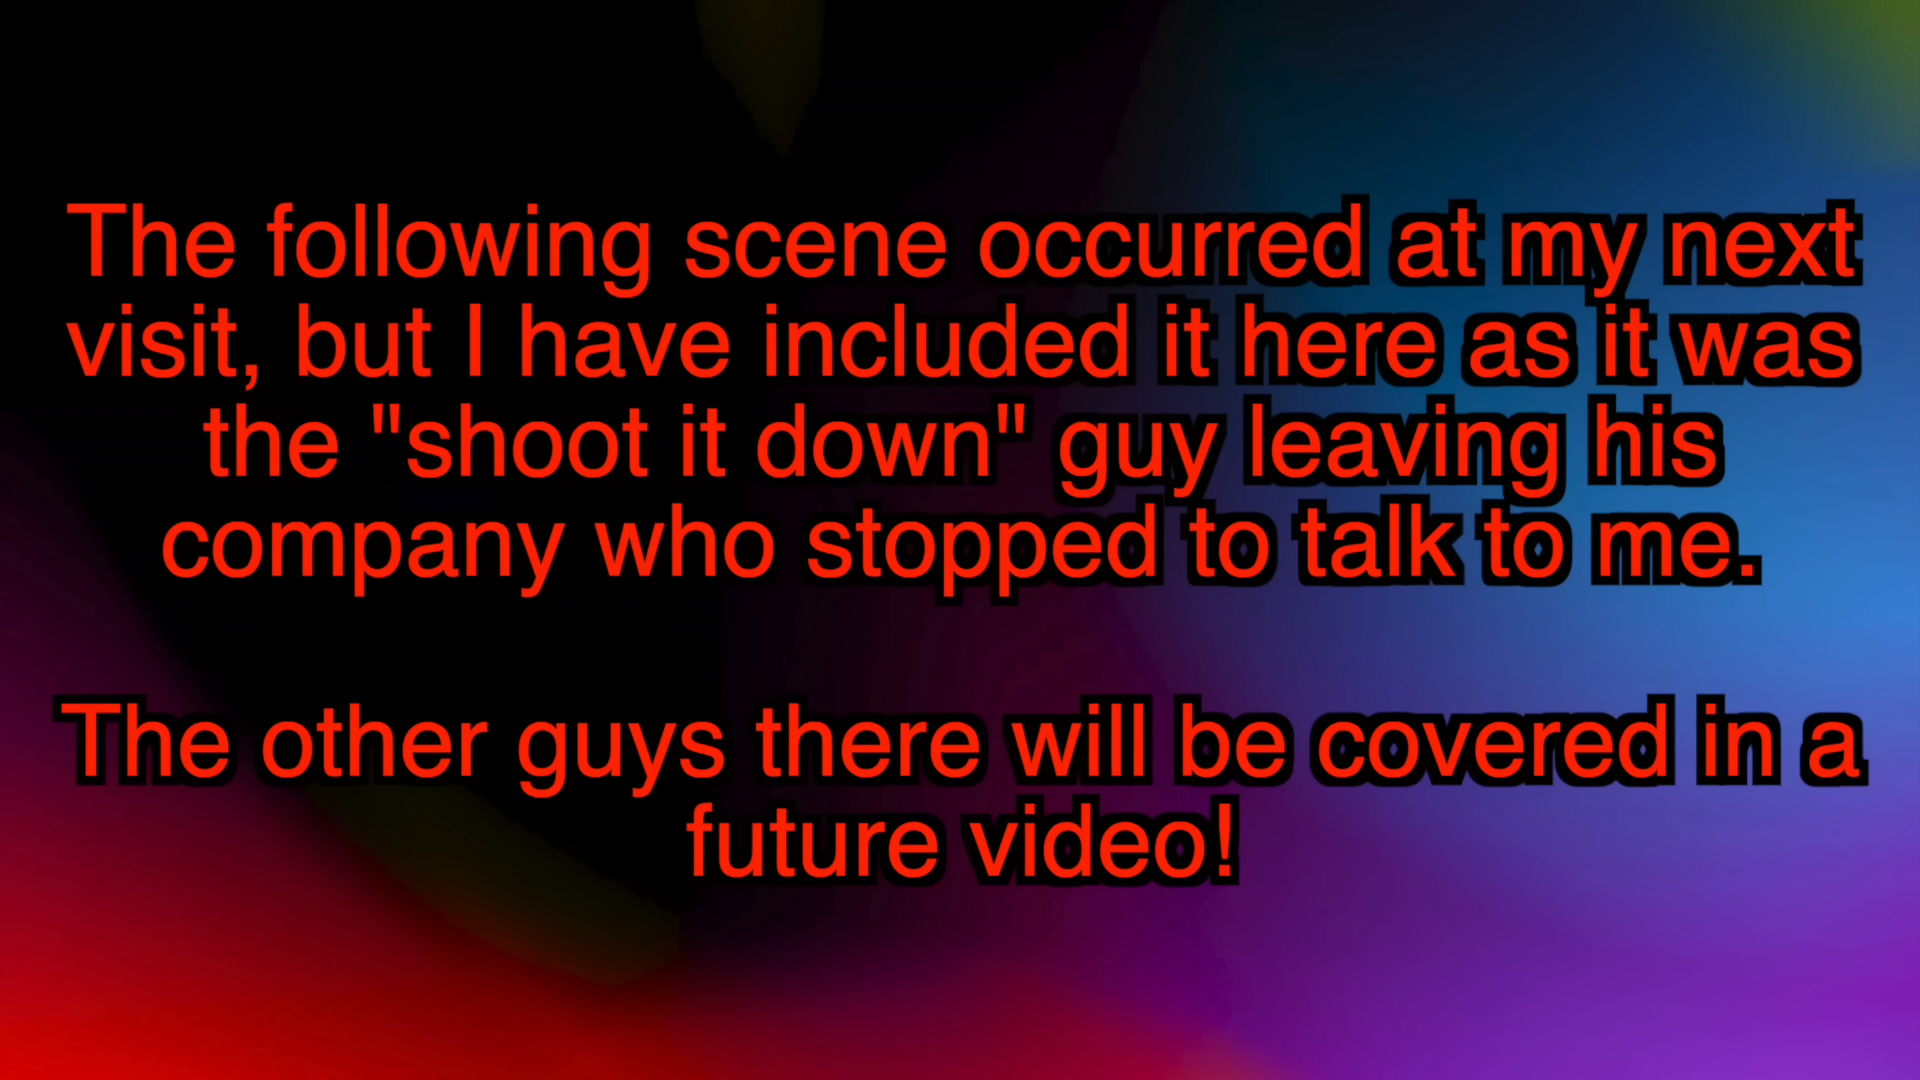 The following scene occurred at my next
visit, but I have included it here as it was
the "shoot it down" guy leaving his
company who stopped to talk to me.
The other guys there will be covered in a
future video!